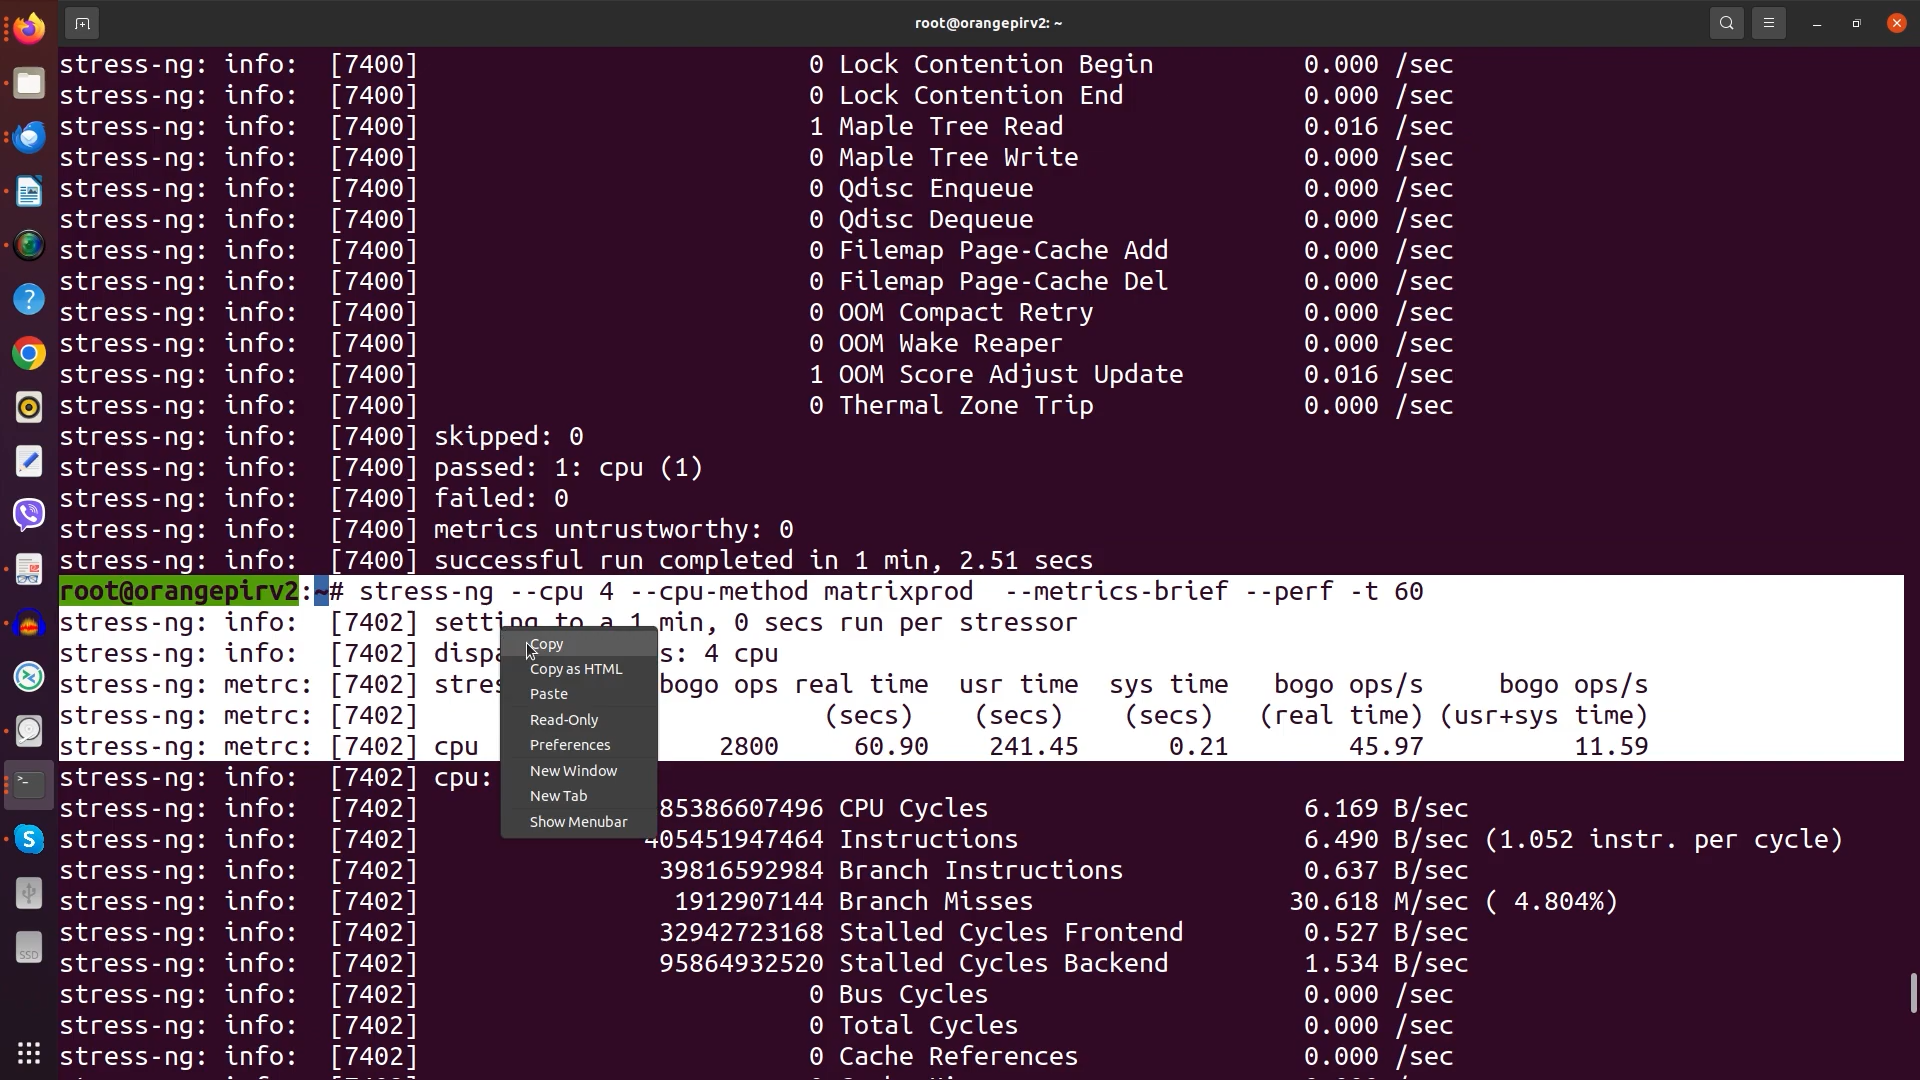 root@orangepirv2: ~
stress-ng: info:  [7400]                          0 Lock Contention Begin          0.000 /sec
stress-ng: info:  [7400]                          0 Lock Contention End            0.000 /sec
stress-ng: info:  [7400]                          1 Maple Tree Read                0.016 /sec
stress-ng: info:  [7400]                          0 Maple Tree Write               0.000 /sec
stress-ng: info:  [7400]                          0 Qdisc Enqueue                  0.000 /sec
stress-ng: info:  [7400]                          0 Qdisc Dequeue                  0.000 /sec
stress-ng: info:  [7400]                          0 Filemap Page-Cache Add         0.000 /sec
stress-ng: info:  [7400]                          0 Filemap Page-Cache Del         0.000 /sec
stress-ng: info:  [7400]                          0 OOM Compact Retry              0.000 /sec
stress-ng: info:  [7400]                          0 OOM Wake Reaper                0.000 /sec
stress-ng: info:  [7400]                          1 OOM Score Adjust Update        0.016 /sec
stress-ng: info:  [7400]                          0 Thermal Zone Trip              0.000 /sec
stress-ng: info:  [7400] skipped: 0
stress-ng: info:  [7400] passed: 1: cpu (1)
stress-ng: info:  [7400] failed: 0
stress-ng: info:  [7400] metrics untrustworthy: 0
stress-ng: info:  [7400] successful run completed in 1 min, 2.51 secs
root@orangepirv2:~# stress-ng --cpu 4 --cpu-method matrixprod  --metrics-brief --perf -t 60
stress-ng: info:  [7402] setting to a 1 min, 0 secs run per stressor
stress-ng: info:  [7402] dispa s: 4 cpu
stress-ng: metrc: [7402] stres bogo ops real time  usr time  sys time   bogo ops/s     bogo ops/s
stress-ng: metrc: [7402]                           (secs)    (secs)    (secs)   (real time) (usr+sys time)
stress-ng: metrc: [7402] cpu                2800     60.90    241.45      0.21        45.97          11.59
stress-ng: info:  [7402] cpu:
stress-ng: info:  [7402]                85386607496 CPU Cycles                     6.169 B/sec
stress-ng: info:  [7402]               405451947464 Instructions                   6.490 B/sec (1.052 instr. per cycle)
stress-ng: info:  [7402]                39816592984 Branch Instructions            0.637 B/sec
stress-ng: info:  [7402]                 1912907144 Branch Misses                 30.618 M/sec ( 4.804%)
stress-ng: info:  [7402]                32942723168 Stalled Cycles Frontend        0.527 B/sec
stress-ng: info:  [7402]                95864932520 Stalled Cycles Backend         1.534 B/sec
stress-ng: info:  [7402]                          0 Bus Cycles                     0.000 /sec
stress-ng: info:  [7402]                          0 Total Cycles                   0.000 /sec
stress-ng: info:  [7402]                          0 Cache References               0.000 /sec
Copy
Copy as HTML
Paste
Read-Only
Preferences
New Window
New Tab
Show Menubar
SSD